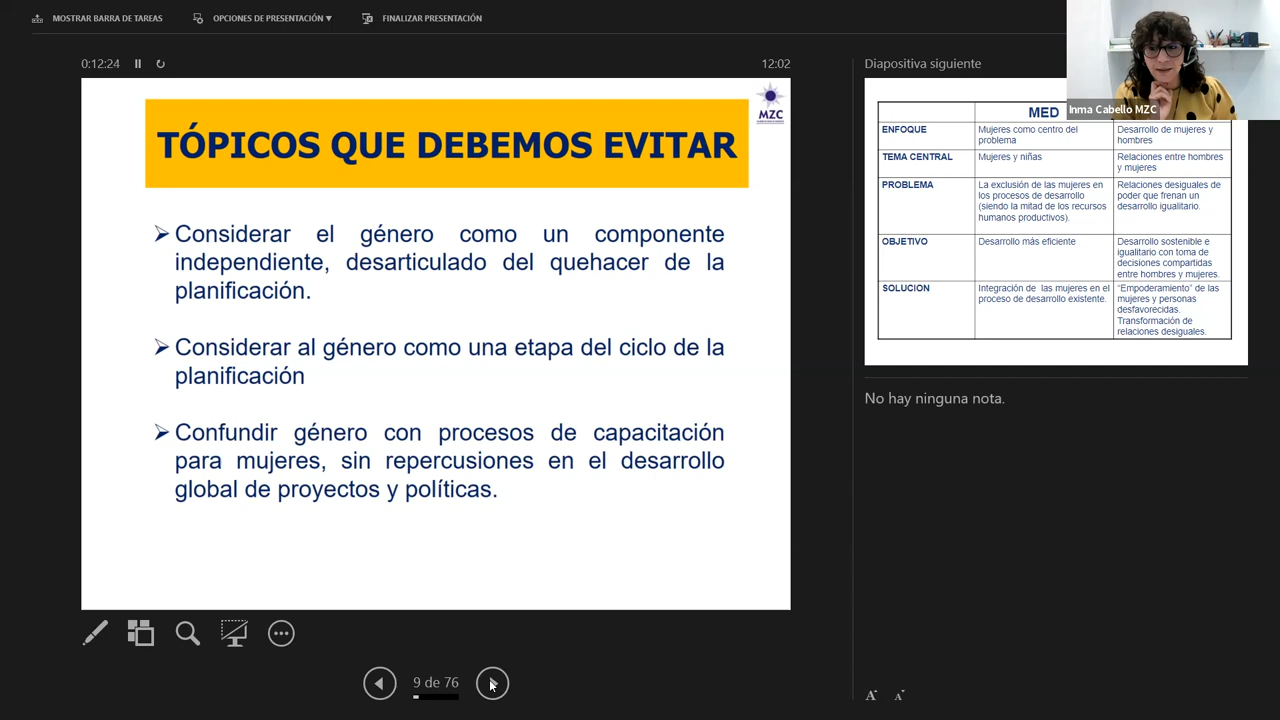 MOSTRAR BARRA DE TAREAS
OPCIONES DE PRESENTACIÓN ▼
FINALIZAR PRESENTACIÓN
0:12:24
12:02
TÓPICOS QUE DEBEMOS EVITAR
MZC
Considerar el género como un componente
independiente, desarticulado del quehacer de la
planificación.
Considerar al género como una etapa del ciclo de la
planificación
Confundir género con procesos de capacitación
para mujeres, sin repercusiones en el desarrollo
global de proyectos y políticas.
9 de 76
Diapositiva siguiente
Inma Cabello MZC
MED
ENFOQUE
Mujeres como centro del
problema
Desarrollo de mujeres y
hombres
TEMA CENTRAL
Mujeres y niñas
Relaciones entre hombres
y mujeres
PROBLEMA
La exclusión de las mujeres en
los procesos de desarrollo
(siendo la mitad de los recursos
humanos productivos).
Relaciones desiguales de
poder que frenan un
desarrollo igualitario.
OBJETIVO
Desarrollo más eficiente
Desarrollo sostenible e
igualitario con toma de
decisiones compartidas
entre hombres y mujeres.
SOLUCION
Integración de las mujeres en el
proceso de desarrollo existente.
“Empoderamiento” de las
mujeres y personas
desfavorecidas.
Transformación de
relaciones desiguales.
No hay ninguna nota.
A A